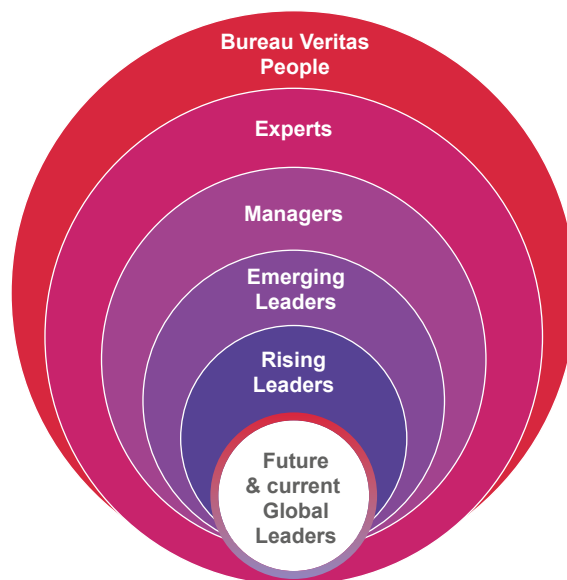 Bureau Veritas
People
Experts
Managers
Emerging
Leaders
Rising
Leaders
Future
& current
Global
Leaders